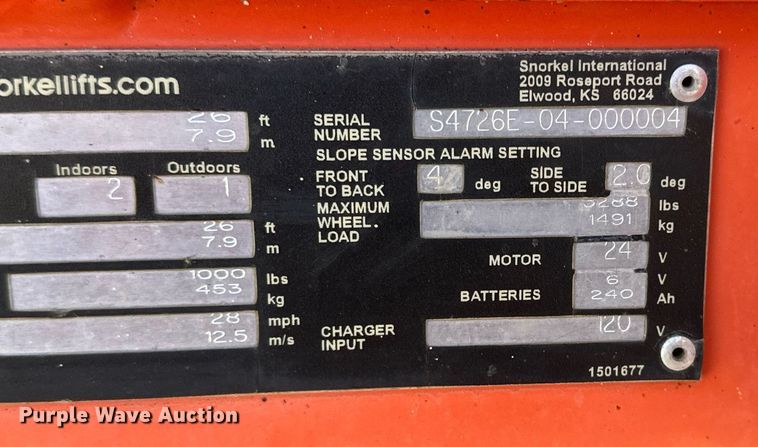 orkellifts.com
Snorkel International
2009 Roseport Road
Elwood, KS 66024
26 ft
7.9 m
Indoors Outdoors
2 1
26 ft
7.9 m
1000 lbs
453 kg
28 mph
12.5 m/s
SERIAL
NUMBER S4726E-04-000004
SLOPE SENSOR ALARM SETTING
FRONT
TO BACK 4 deg SIDE
TO SIDE 2.0 deg
MAXIMUM
WHEEL.
LOAD 3288 lbs
1491 kg
MOTOR 24 V
BATTERIES 6 V
240 Ah
CHARGER
INPUT 120 V
1501677
Purple Wave Auction